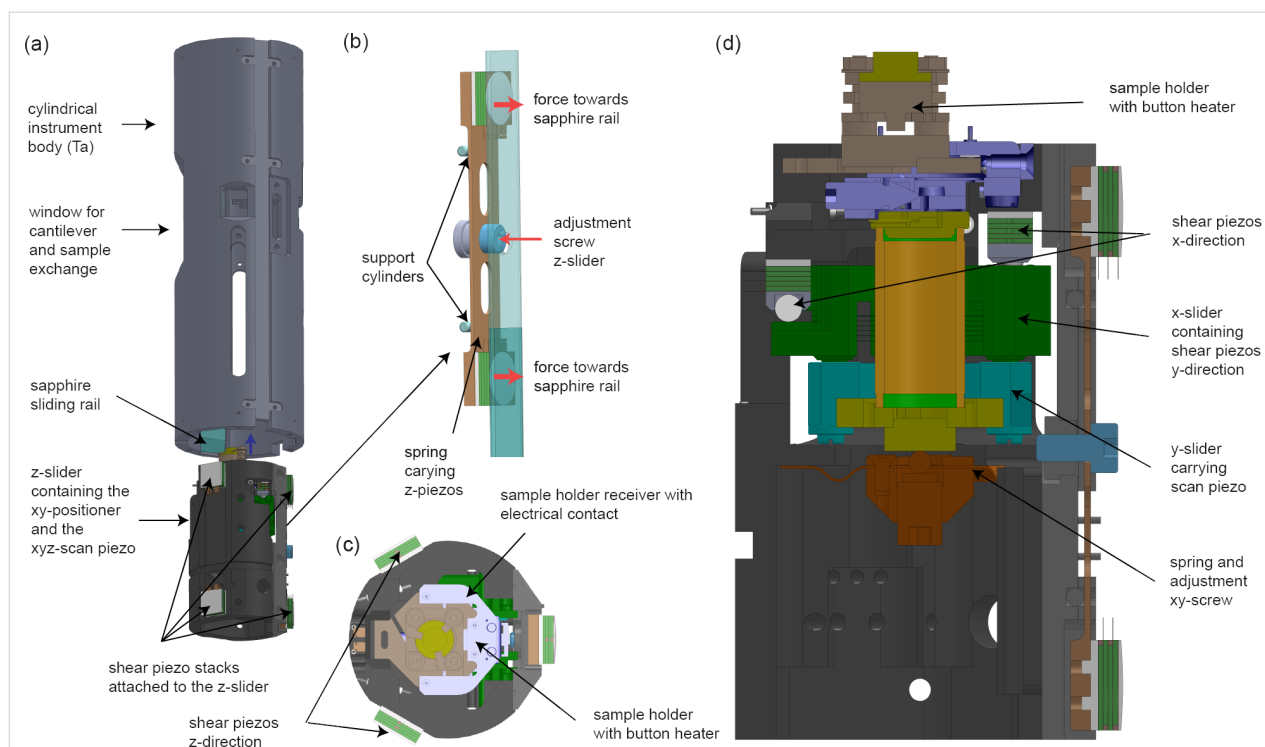 (a)
cylindrical
instrument
body (Ta)
window for
cantilever
and sample
exchange
sapphire
sliding rail
z-slider
containing the
xy-positioner
and the
xyz-scan piezo
shear piezo stacks
attached to the z-slider
(b)
force towards
sapphire rail
adjustment
screw
z-slider
support
cylinders
force towards
sapphire rail
spring
carying
z-piezos
(c)
sample holder receiver with
electrical contact
shear piezos
z-direction
sample holder
with button heater
(d)
sample holder
with button heater
shear piezos
x-direction
x-slider
containing
shear piezos
y-direction
y-slider
carrying
scan piezo
spring and
adjustment
xy-screw